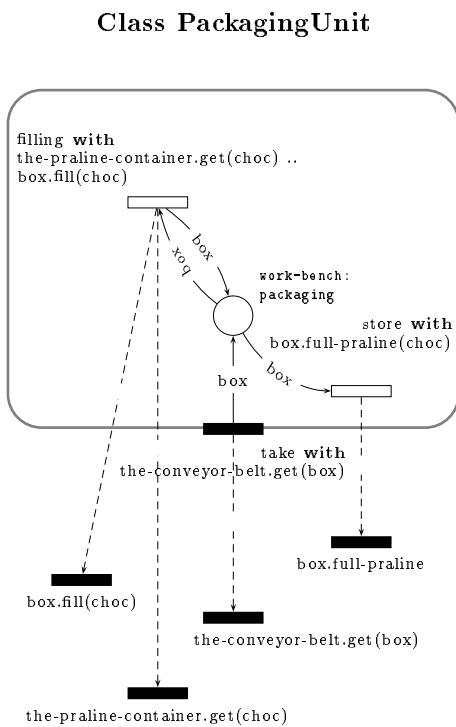 Class PackagingUnit
filling with
the-praline-container.get(choc) ..
box.fill(choc)
box
box
work-bench:
packaging
store with
box.full-praline(choc)
box
box
take with
the-conveyor-belt.get(box)
box.full-praline
box.fill(choc)
the-conveyor-belt.get(box)
the-praline-container.get(choc)